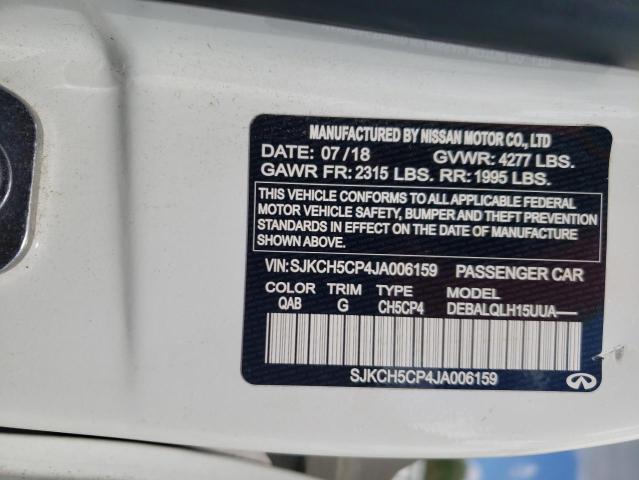 MANUFACTURED BY NISSAN MOTOR CO., LTD
DATE: 07/18 GVWR: 4277 LBS.
GAWR FR: 2315 LBS. RR: 1995 LBS.
THIS VEHICLE CONFORMS TO ALL APPLICABLE FEDERAL
MOTOR VEHICLE SAFETY, BUMPER AND THEFT PREVENTION
STANDARDS IN EFFECT ON THE DATE OF MANUFACTURE
SHOWN ABOVE.
VIN: SJKCH5CP4JA006159 PASSENGER CAR
COLOR TRIM TYPE MODEL
QAB G CH5CP4 DEBALQLH15UUA—
SJKCH5CP4JA006159